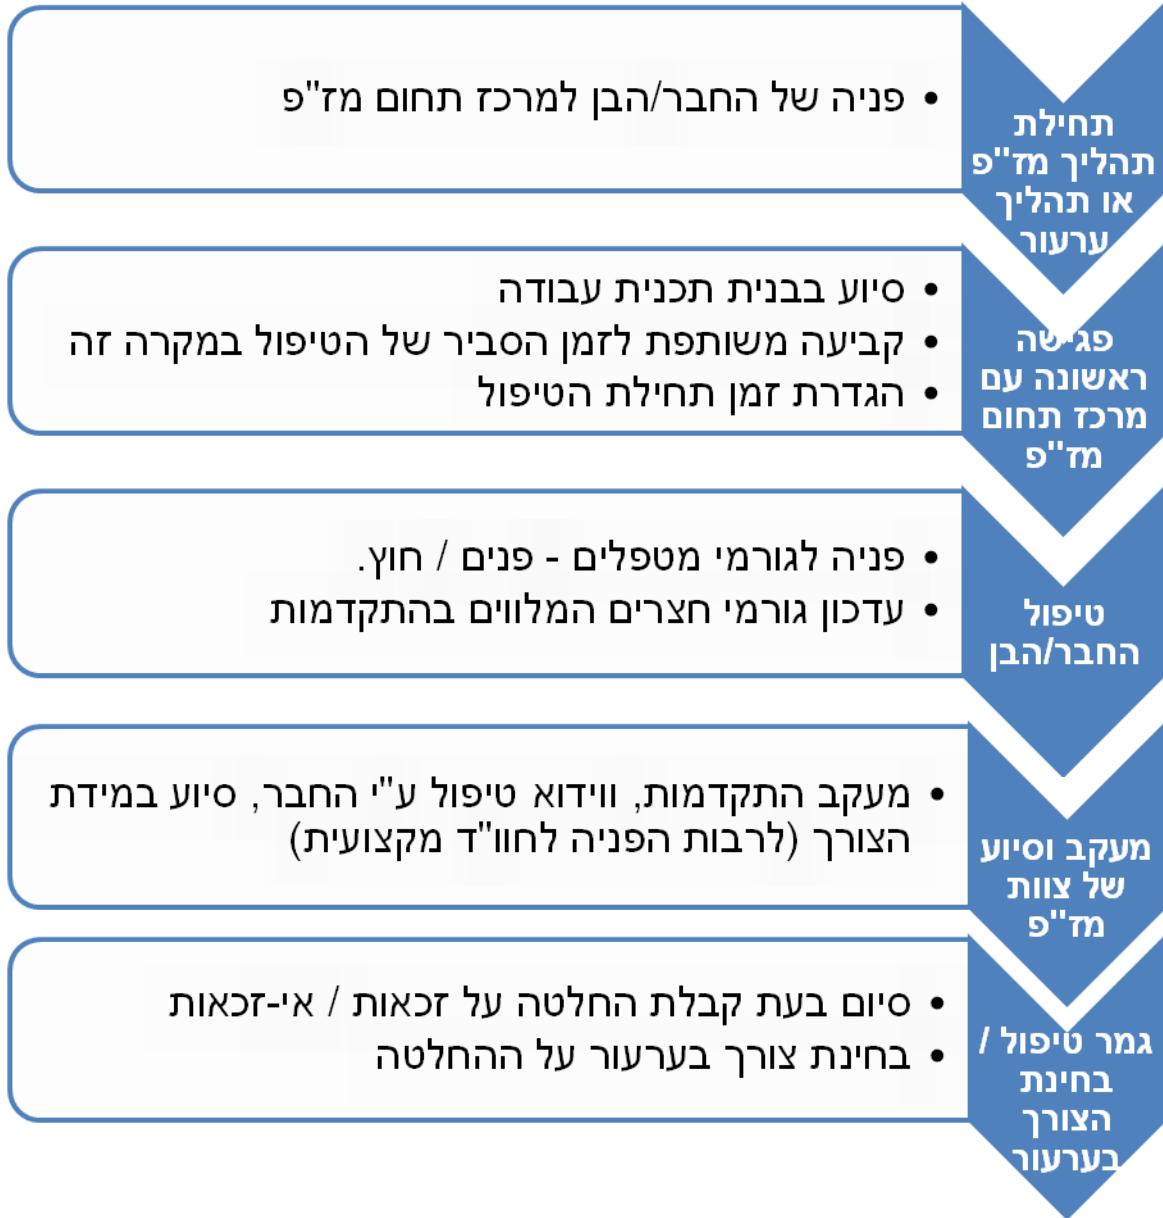 תחילת
תהליך מז"פ
או תהליך
ערעור
• פניה של החבר/הבן למרכז תחום מז"פ
פגישה
ראשונה עם
מרכז תחום
מז"פ
• סיוע בבנית תכנית עבודה
• קביעה משותפת לזמן הסביר של הטיפול במקרה זה
• הגדרת זמן תחילת הטיפול
טיפול
החבר/הבן
• פניה לגורמי מטפלים - פנים / חוץ.
• עדכון גורמי חצרים המלווים בהתקדמות
מעקב וסיוע
של צוות
מז"פ
• מעקב התקדמות, ווידוא טיפול ע"י החבר, סיוע במידת
הצורך (לרבות הפניה לחוו"ד מקצועית)
גמר טיפול /
בחינת
הצורך
בערעור
• סיום בעת קבלת החלטה על זכאות / אי-זכאות
• בחינת צורך בערעור על ההחלטה